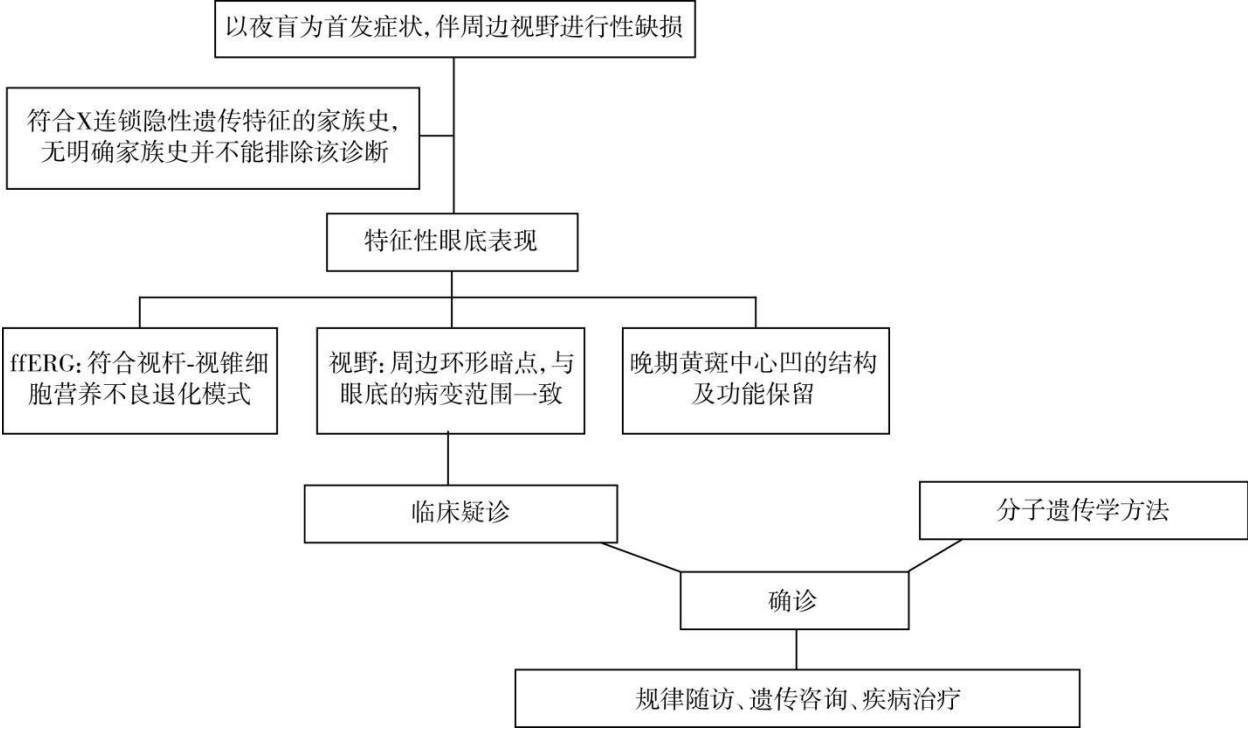 以夜盲为首发症状,伴周边视野进行性缺损
符合X连锁隐性遗传特征的家族史,
无明确家族史并不能排除该诊断
特征性眼底表现
ffERG:符合视杆-视锥细
胞营养不良退化模式
视野:周边环形暗点,与
眼底的病变范围一致
晚期黄斑中心凹的结构
及功能保留
临床疑诊
分子遗传学方法
确诊
规律随访、遗传咨询、疾病治疗